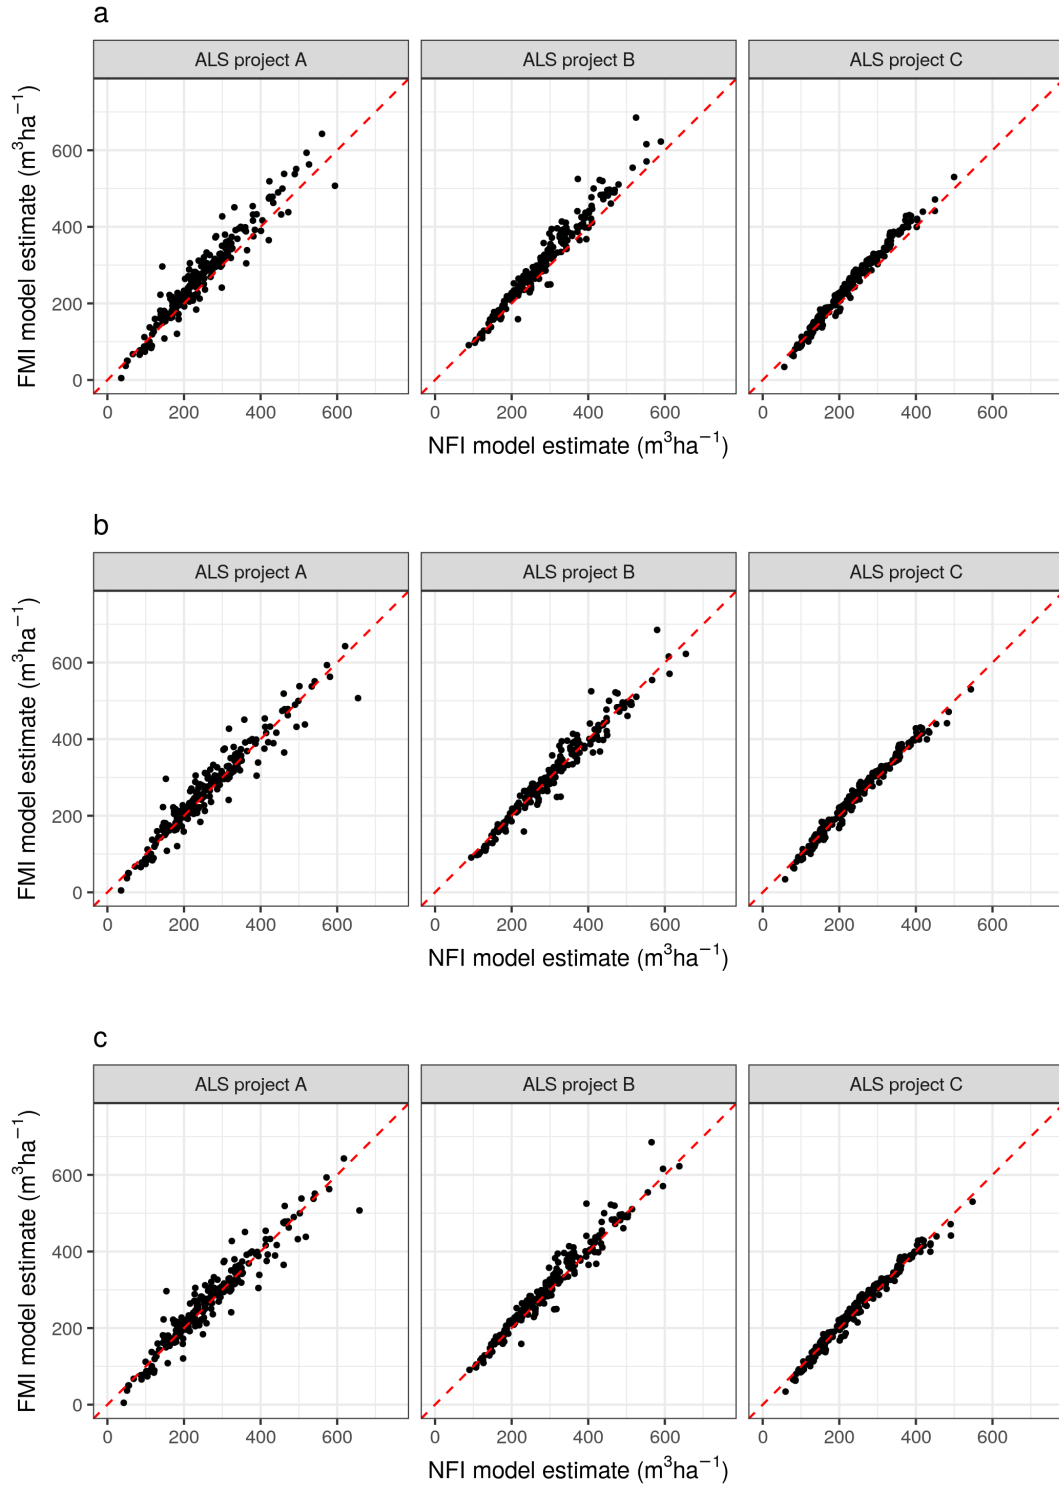 a
ALS project A ALS project B ALS project C
FMI model estimate (m³ha⁻¹)
600
400
200
0
0 200 400 600 0 200 400 600 0 200 400 600
NFI model estimate (m³ha⁻¹)
b
ALS project A ALS project B ALS project C
FMI model estimate (m³ha⁻¹)
600
400
200
0
0 200 400 600 0 200 400 600 0 200 400 600
NFI model estimate (m³ha⁻¹)
c
ALS project A ALS project B ALS project C
FMI model estimate (m³ha⁻¹)
600
400
200
0
0 200 400 600 0 200 400 600 0 200 400 600
NFI model estimate (m³ha⁻¹)